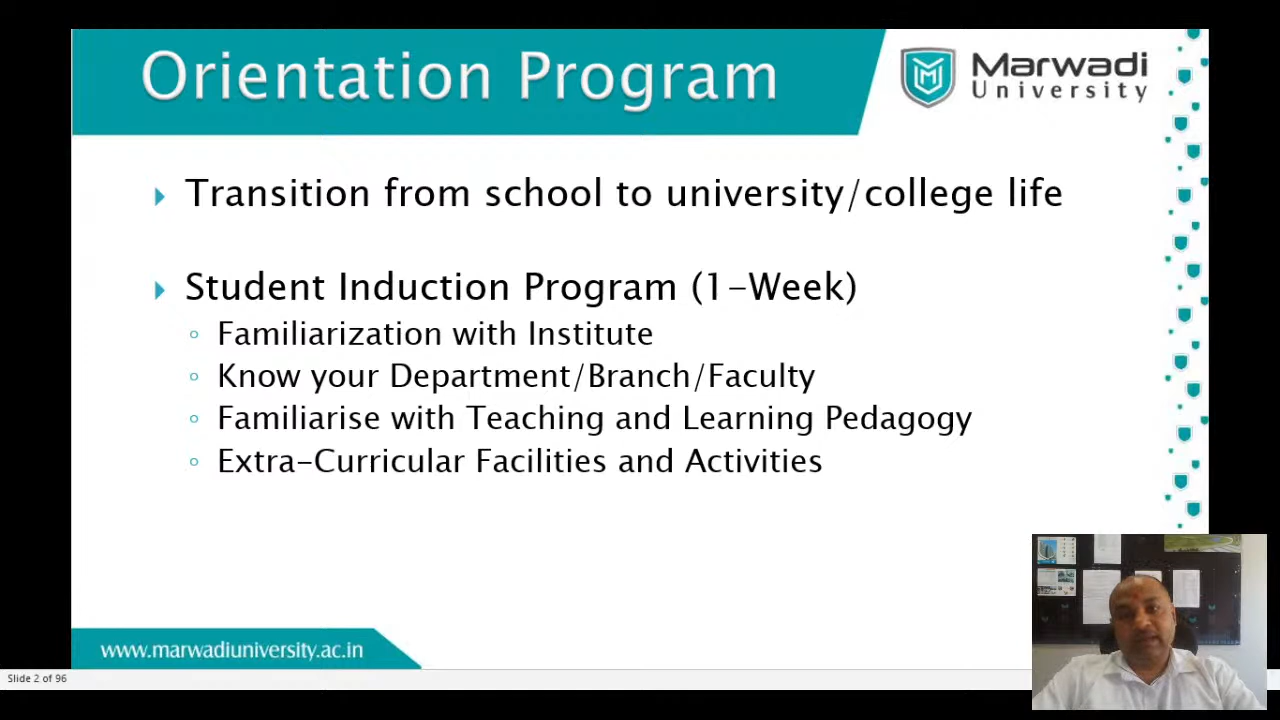 Orientation Program
Marwadi
University
Transition from school to university/college life
Student Induction Program (1-Week)
Familiarization with Institute
Know your Department/Branch/Faculty
Familiarise with Teaching and Learning Pedagogy
Extra-Curricular Facilities and Activities
www.marwadiuniversity.ac.in
Slide 2 of 96